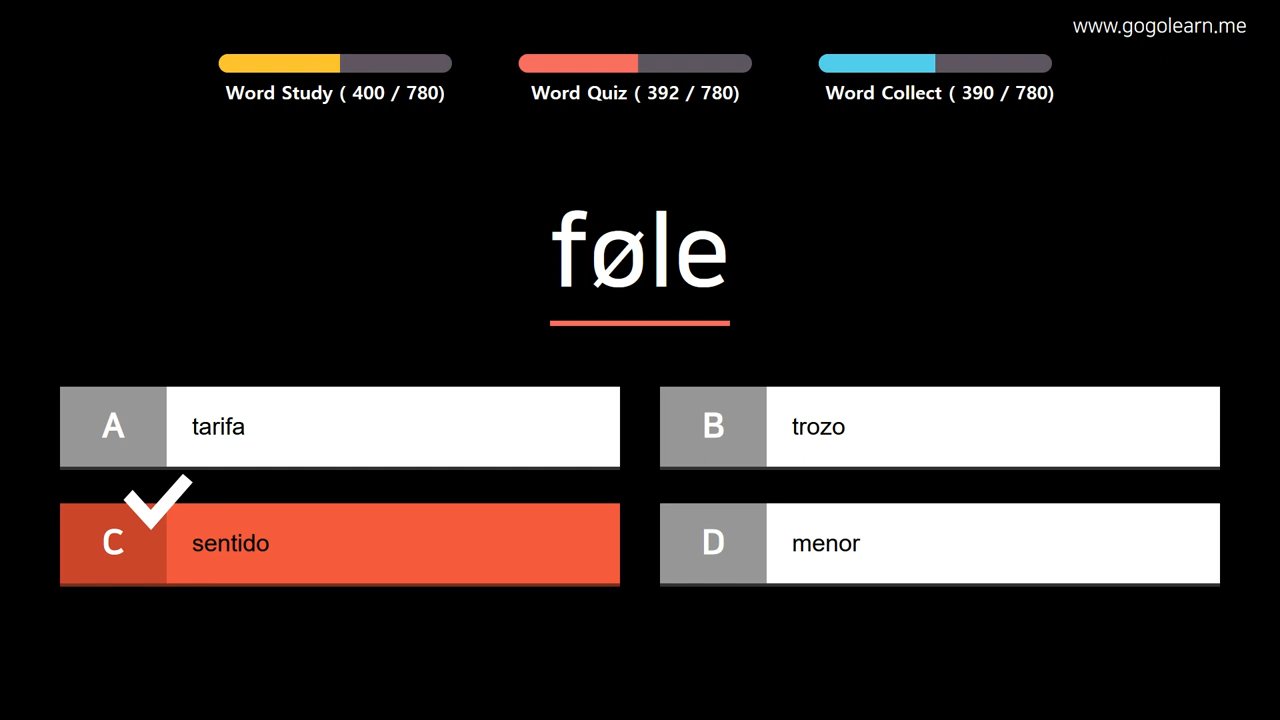 www.gogolearn.me
Word Study ( 400 / 780)
Word Quiz ( 392 / 780)
Word Collect ( 390 / 780)
føle
A tarifa
B trozo
C sentido
D menor